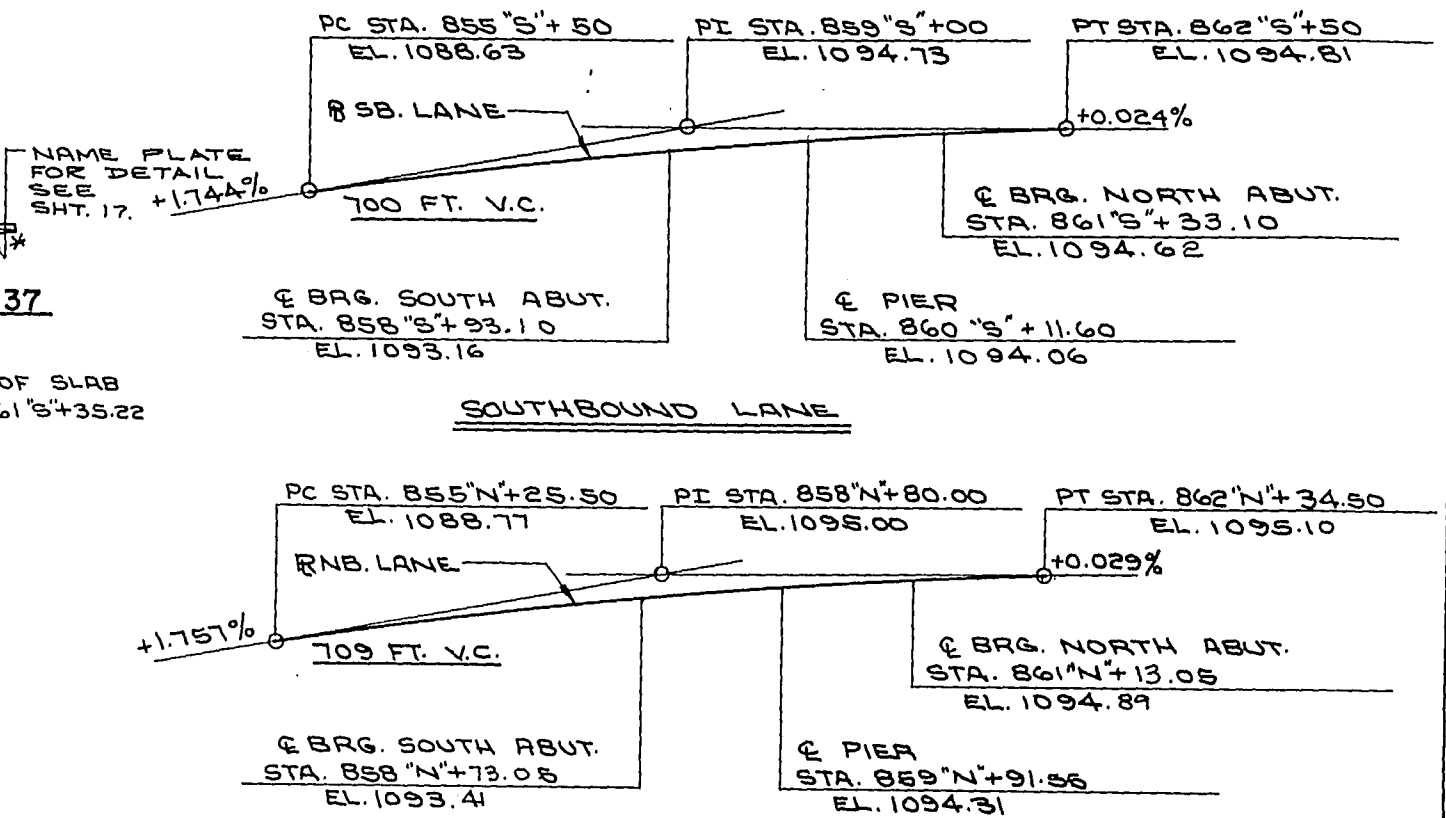 PC STA. 855 "S"+ 50
EL. 1088.63
PI STA. 859 "S"+00
EL. 1094.73
PT STA. 862 "S"+50
EL. 1094.81
SB. LANE
+0.024%
NAME PLATE
FOR DETAIL
SEE
SHT. 17.
+1.744%
700 FT. V.C.
℄ BRG. NORTH ABUT.
STA. 861 "S"+ 33.10
EL. 1094.62
37
℄ BRG. SOUTH ABUT.
STA. 858 "S"+ 93.10
EL. 1093.16
℄ PIER
STA. 860 "S"+ 11.60
EL. 1094.06
OF SLAB
61 "S"+35.22
SOUTHBOUND LANE
PC STA. 855 "N"+25.50
EL. 1088.77
PI STA. 858 "N"+80.00
EL. 1095.00
PT STA. 862 "N"+ 34.50
EL. 1095.10
NB. LANE
+0.029%
+1.757%
709 FT. V.C.
℄ BRG. NORTH ABUT.
STA. 861 "N"+ 13.05
EL. 1094.89
℄ BRG. SOUTH ABUT.
STA. 858 "N"+73.05
EL. 1093.41
℄ PIER
STA. 859 "N"+91.55
EL. 1094.31